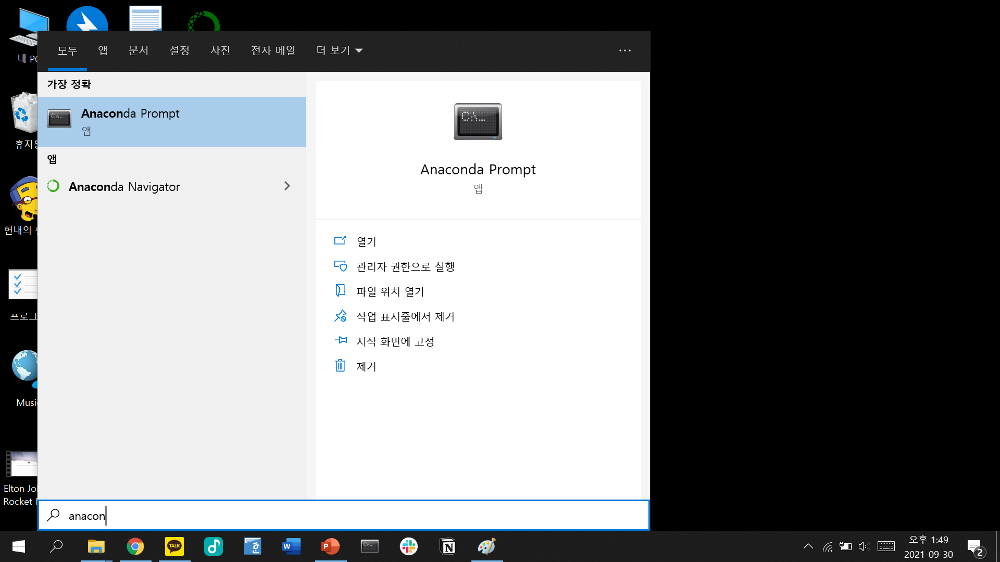 모두 앱 문서 설정 사진 전자 메일 더 보기
가장 정확
Anaconda Prompt
앱
앱
Anaconda Navigator
Anaconda Prompt
앱
열기
관리자 권한으로 실행
파일 위치 열기
작업 표시줄에서 제거
시작 화면에 고정
제거
anacon
내 PC
휴지통
헌내의
프로그
Music
Elton Jo
Rocket
TALK
오후 1:49
2021-09-30
2